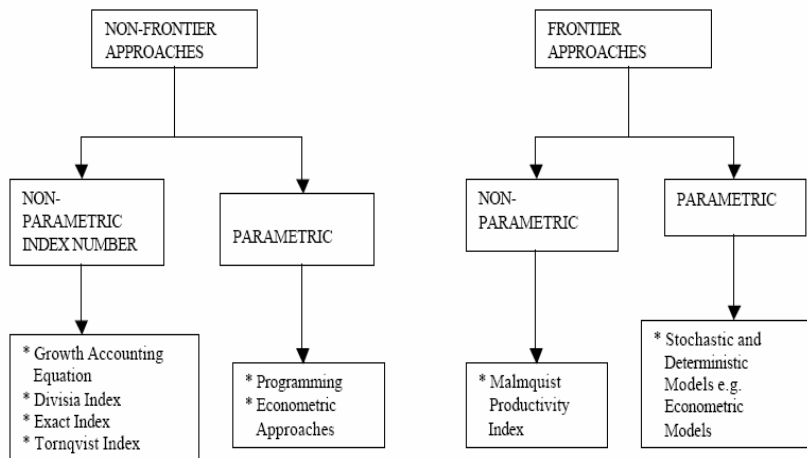 NON-FRONTIER
APPROACHES
FRONTIER
APPROACHES
NON-
PARAMETRIC
INDEX NUMBER
PARAMETRIC
NON-
PARAMETRIC
PARAMETRIC
* Growth Accounting
Equation
* Divisia Index
* Exact Index
* Tornqvist Index
* Programming
* Econometric
Approaches
* Malmquist
Productivity
Index
* Stochastic and
Deterministic
Models e.g.
Econometric
Models